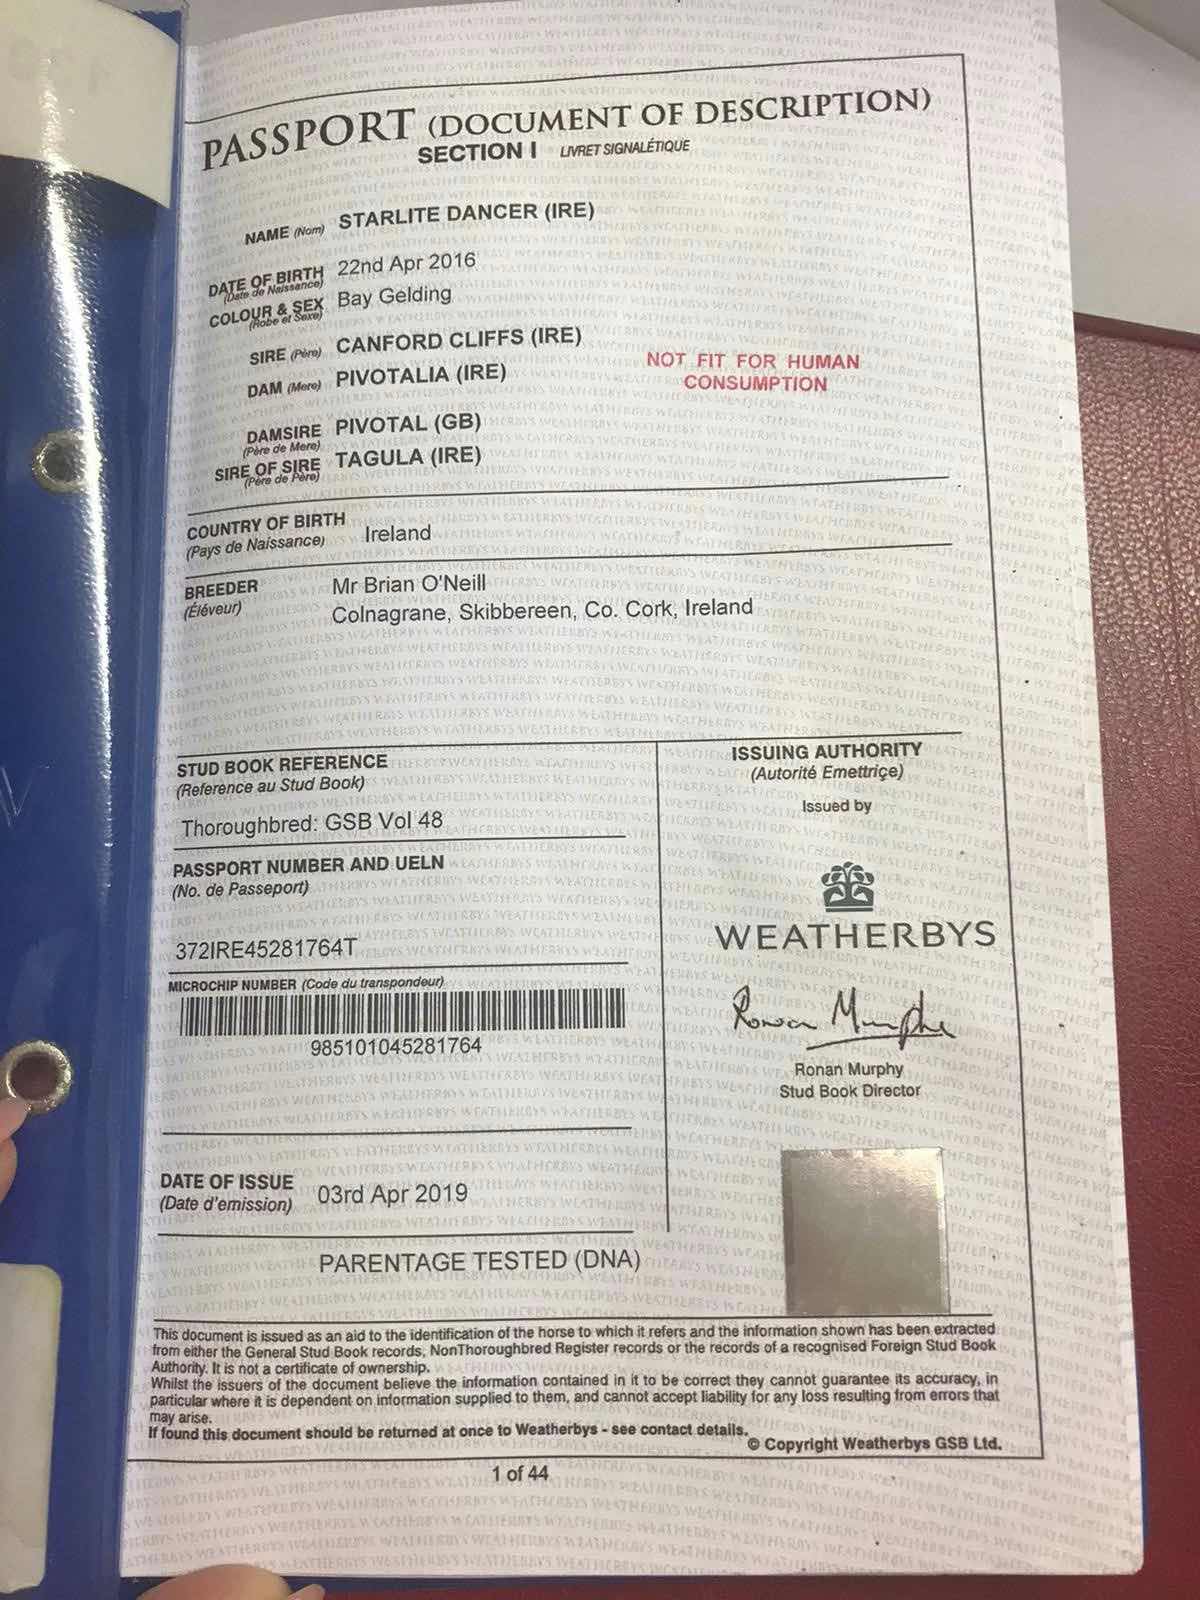 PASSPORT (DOCUMENT OF DESCRIPTION)
SECTION I LIVRET SIGNALÉTIQUE
NAME (Nom) STARLITE DANCER (IRE)
DATE OF BIRTH 22nd Apr 2016
(Date de Naissance)
COLOUR & SEX Bay Gelding
(Robe et Sexe)
SIRE (Père) CANFORD CLIFFS (IRE)
DAM (Mere) PIVOTALIA (IRE)
NOT FIT FOR HUMAN
CONSUMPTION
DAMSIRE PIVOTAL (GB)
(Père de Mere)
SIRE OF SIRE TAGULA (IRE)
(Père de Père)
COUNTRY OF BIRTH Ireland
(Pays de Naissance)
BREEDER Mr Brian O'Neill
(Éléveur) Colnagrane, Skibbereen, Co. Cork, Ireland
STUD BOOK REFERENCE
(Reference au Stud Book)
Thoroughbred: GSB Vol 48
PASSPORT NUMBER AND UELN
(No. de Passeport)
372IRE45281764T
MICROCHIP NUMBER (Code du transpondeur)
985101045281764
DATE OF ISSUE 03rd Apr 2019
(Date d'emission)
PARENTAGE TESTED (DNA)
ISSUING AUTHORITY
(Autorité Emettriçe)
Issued by
WEATHERBYS
Ronan Murphy
Ronan Murphy
Stud Book Director
This document is issued as an aid to the identification of the horse to which it refers and the information shown has been extracted
from either the General Stud Book records, NonThoroughbred Register records or the records of a recognised Foreign Stud Book
Authority. It is not a certificate of ownership.
Whilst the issuers of the document believe the information contained in it to be correct they cannot guarantee its accuracy, in
particular where it is dependent on information supplied to them, and cannot accept liability for any loss resulting from errors that
may arise.
If found this document should be returned at once to Weatherbys - see contact details.
© Copyright Weatherbys GSB Ltd.
1 of 44